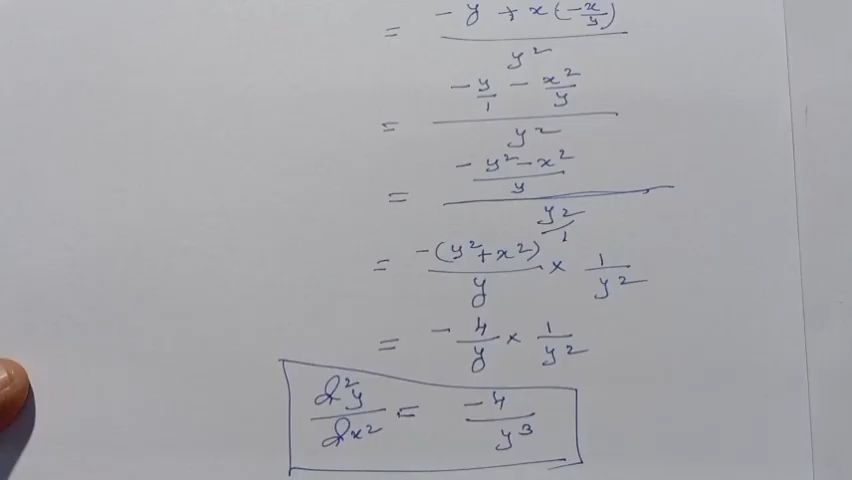 = (-y + x(-x/y)) / y²
= (-y/1 - x²/y) / y²
= ((-y² - x²)/y) / (y²/1)
= -(y² + x²)/y × 1/y²
= -4/y × 1/y²
d²y/dx² = -4/y³